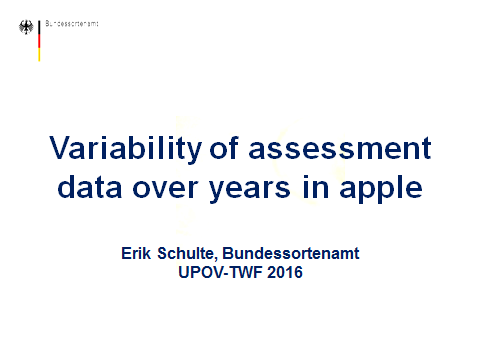 Bundessortenamt
Variability of assessment
data over years in apple
Erik Schulte, Bundessortenamt
UPOV-TWF 2016